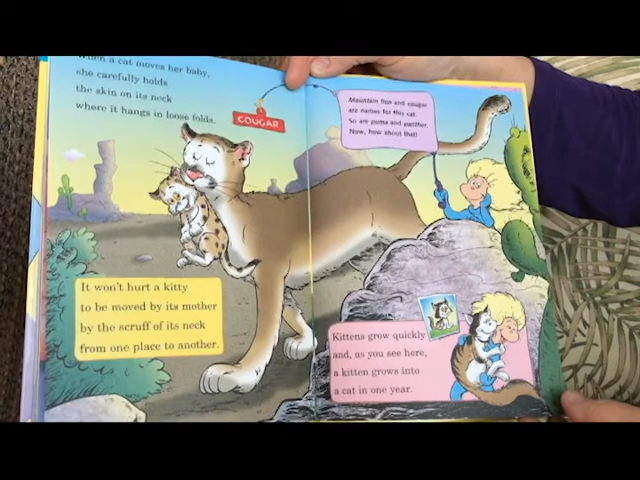 When a cat moves her baby,
she carefully holds
the skin on its neck
where it hangs in loose folds.
COUGAR
Mountain lion and cougar
are names for this cat.
So are puma and panther.
Now, how about that!
It won't hurt a kitty
to be moved by its mother
by the scruff of its neck
from one place to another.
Kittens grow quickly
and, as you see here,
a kitten grows into
a cat in one year.